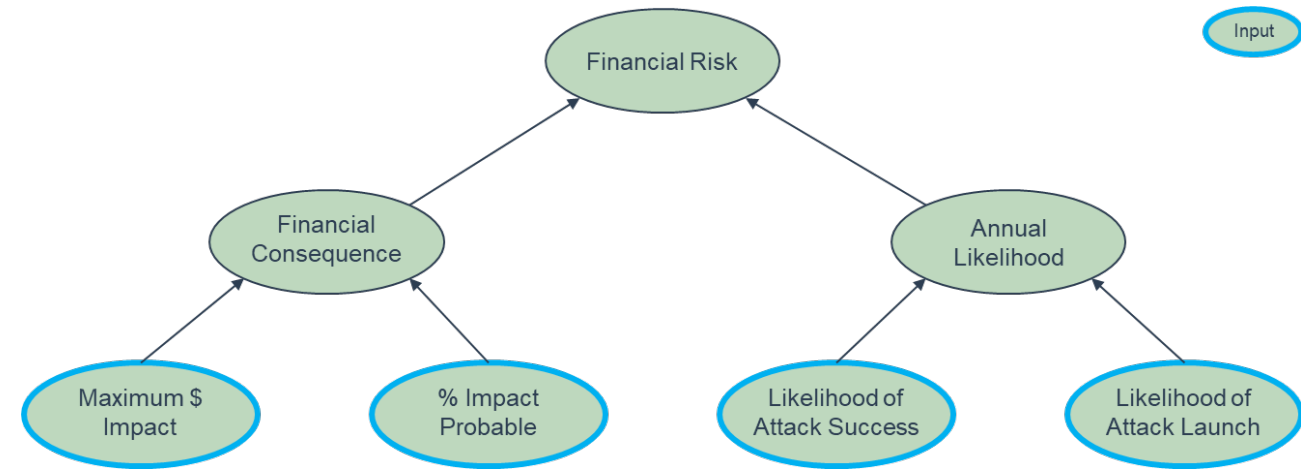 Financial Risk
Input
Financial
Consequence
Annual
Likelihood
Maximum $
Impact
% Impact
Probable
Likelihood of
Attack Success
Likelihood of
Attack Launch